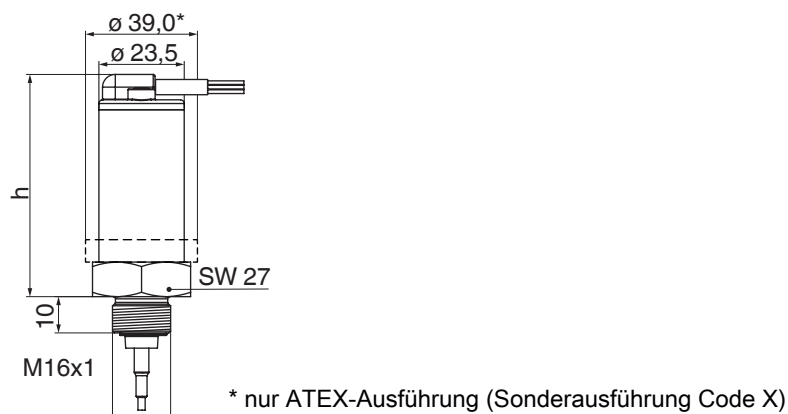 ø 39,0*
ø 23,5
h
SW 27
10
M16x1
* nur ATEX-Ausführung (Sonderausführung Code X)